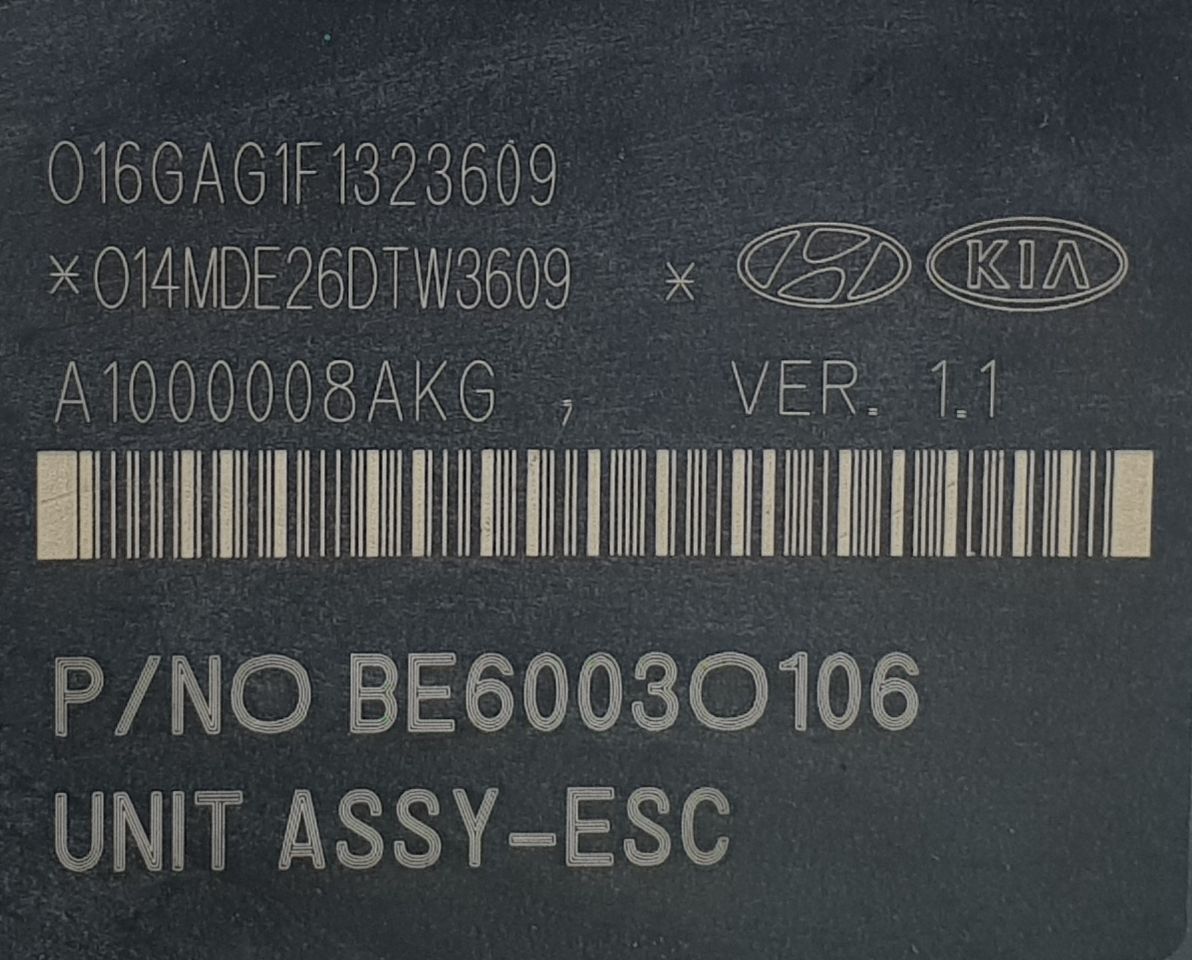 O16GAG1F1323609
*O14MDE26DTW3609 * KIA
A1000008AKG , VER. 1.1
P/NO BE6003O106
UNIT ASSY-ESC